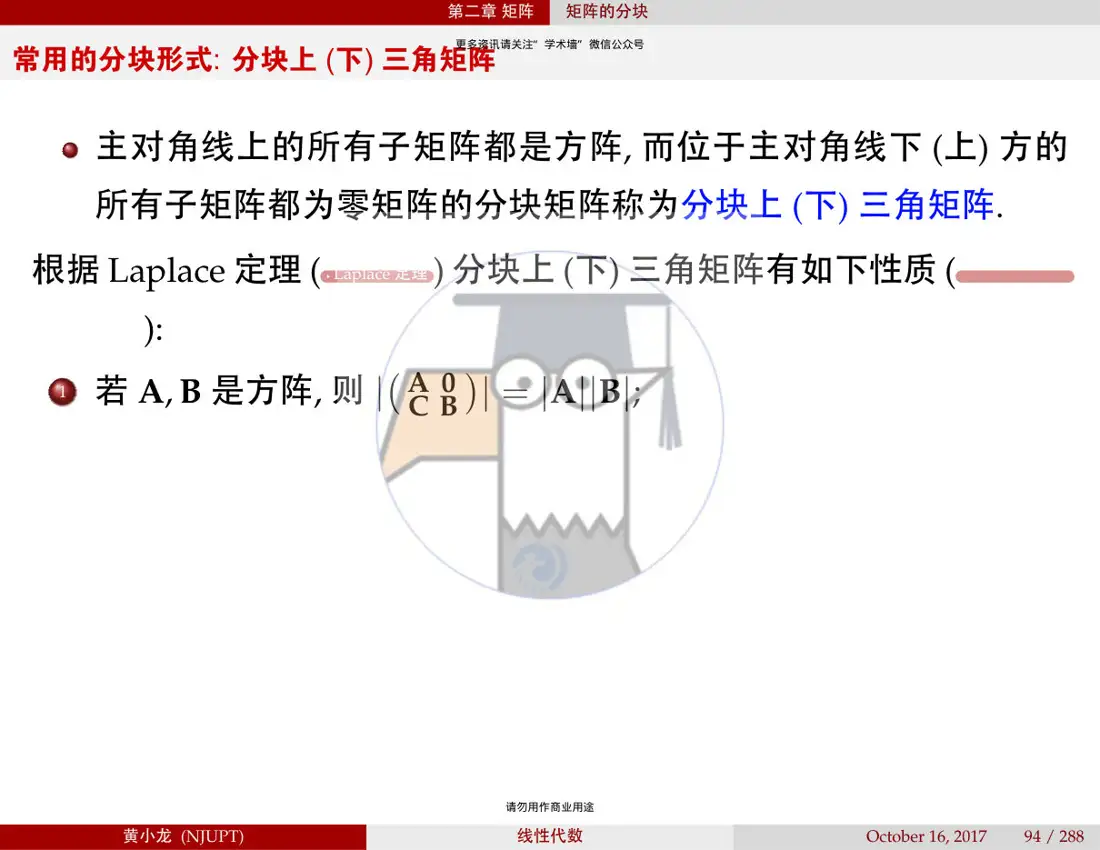 第二章 矩阵 矩阵的分块
更多资讯请关注“学术墙”微信公众号
常用的分块形式: 分块上 (下) 三角矩阵
主对角线上的所有子矩阵都是方阵, 而位于主对角线下 (上) 方的
所有子矩阵都为零矩阵的分块矩阵称为分块上 (下) 三角矩阵.
根据 Laplace 定理 ( Laplace 定理 ) 分块上 (下) 三角矩阵有如下性质 (
):
1 若 A, B 是方阵, 则 |(A 0
C B)| = |A||B|;
请勿用作商业用途
黄小龙 (NJUPT) 线性代数 October 16, 2017 94 / 288